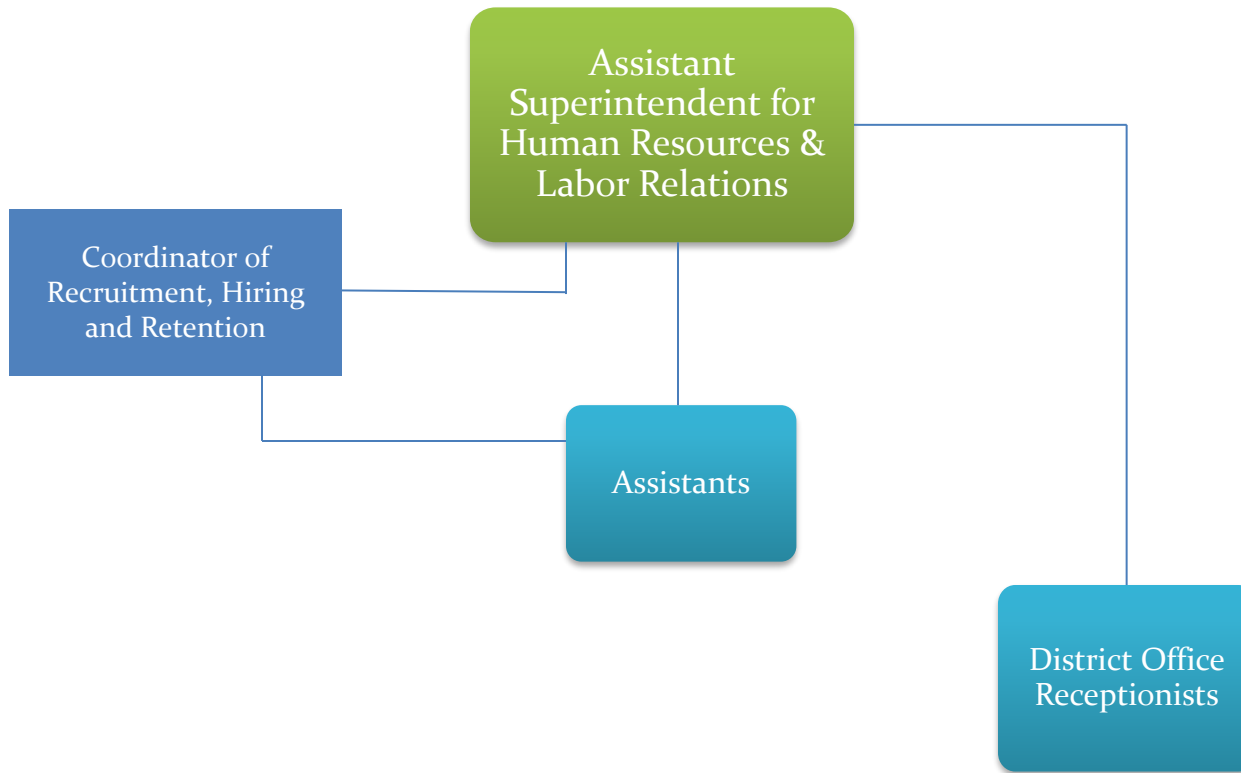 Assistant
Superintendent for
Human Resources &
Labor Relations
Coordinator of
Recruitment, Hiring
and Retention
Assistants
District Office
Receptionists